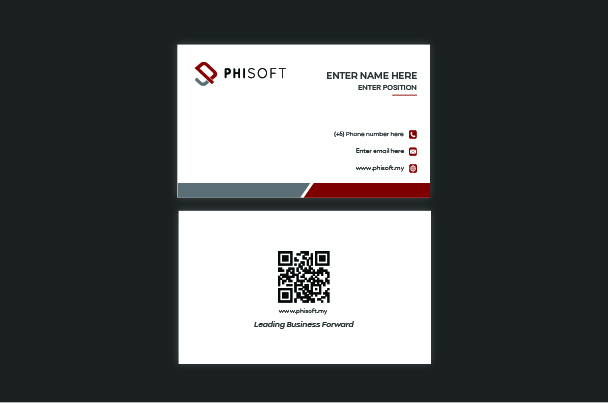 PHISOFT
ENTER NAME HERE
ENTER POSITION
(+6) Phone number here
Enter email here
www.phisoft.my
www.phisoft.my
Leading Business Forward